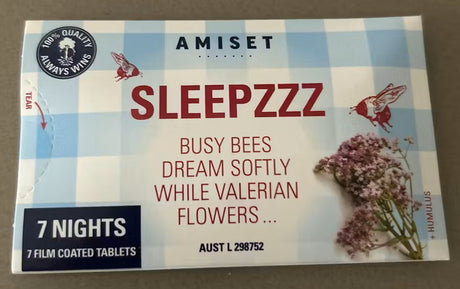 100% QUALITY
ALWAYS WINS
AMISET
TEAR
SLEEPZZZ
BUSY BEES
DREAM SOFTLY
WHILE VALERIAN
FLOWERS ...
+ HUMULUS
7 NIGHTS
7 FILM COATED TABLETS
AUST L 298752